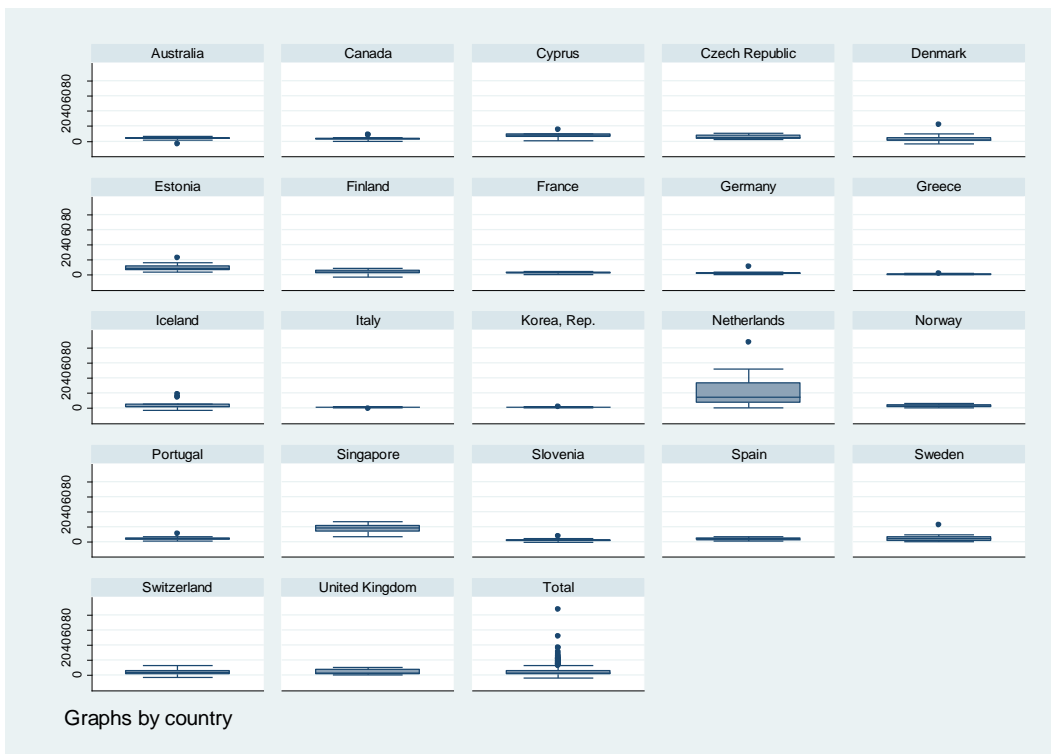 Australia Canada Cyprus Czech Republic Denmark
0 20406080
Estonia Finland France Germany Greece
0 20406080
Iceland Italy Korea, Rep. Netherlands Norway
0 20406080
Portugal Singapore Slovenia Spain Sweden
0 20406080
Switzerland United Kingdom Total
0 20406080
Graphs by country